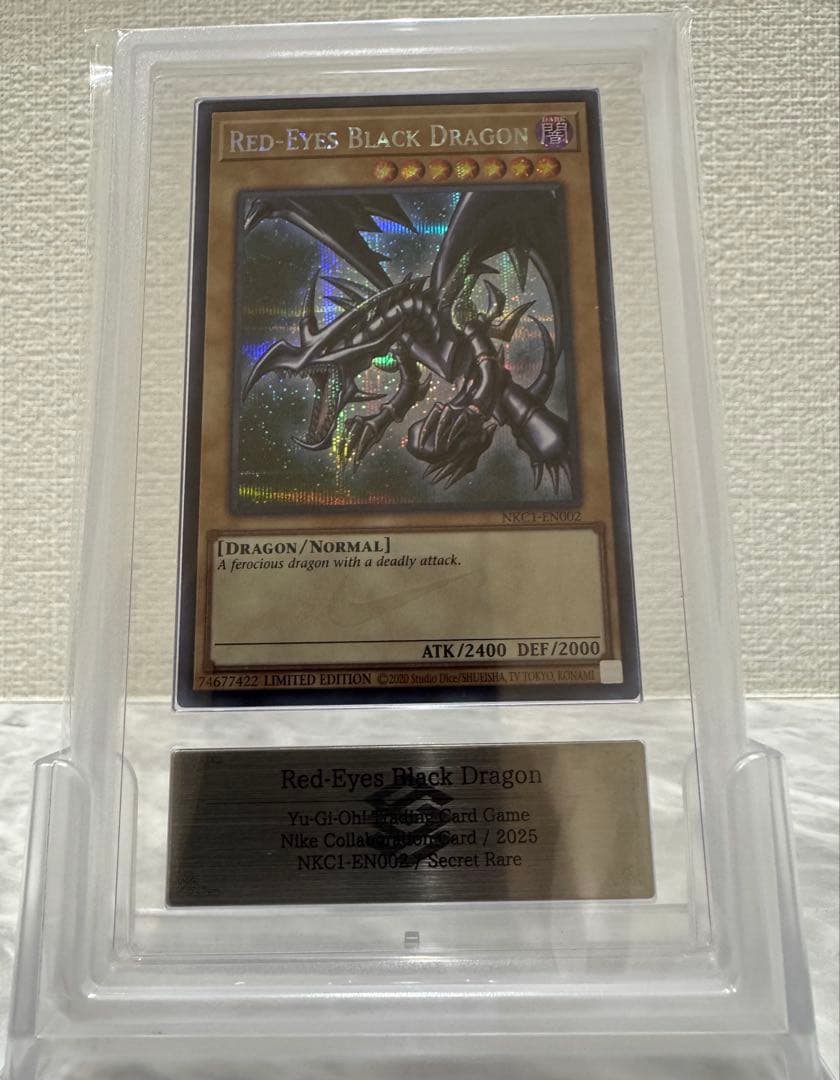 RED-EYES BLACK DRAGON
DARK
闇
NKC1-EN002
[DRAGON/NORMAL]
A ferocious dragon with a deadly attack.
ATK/2400 DEF/2000
74677422 LIMITED EDITION ©2020 Studio Dice/SHUEISHA, TV TOKYO, KONAMI
Red-Eyes Black Dragon
Yu-Gi-Oh! Trading Card Game
Nike Collaboration Card / 2025
NKC1-EN002 / Secret Rare